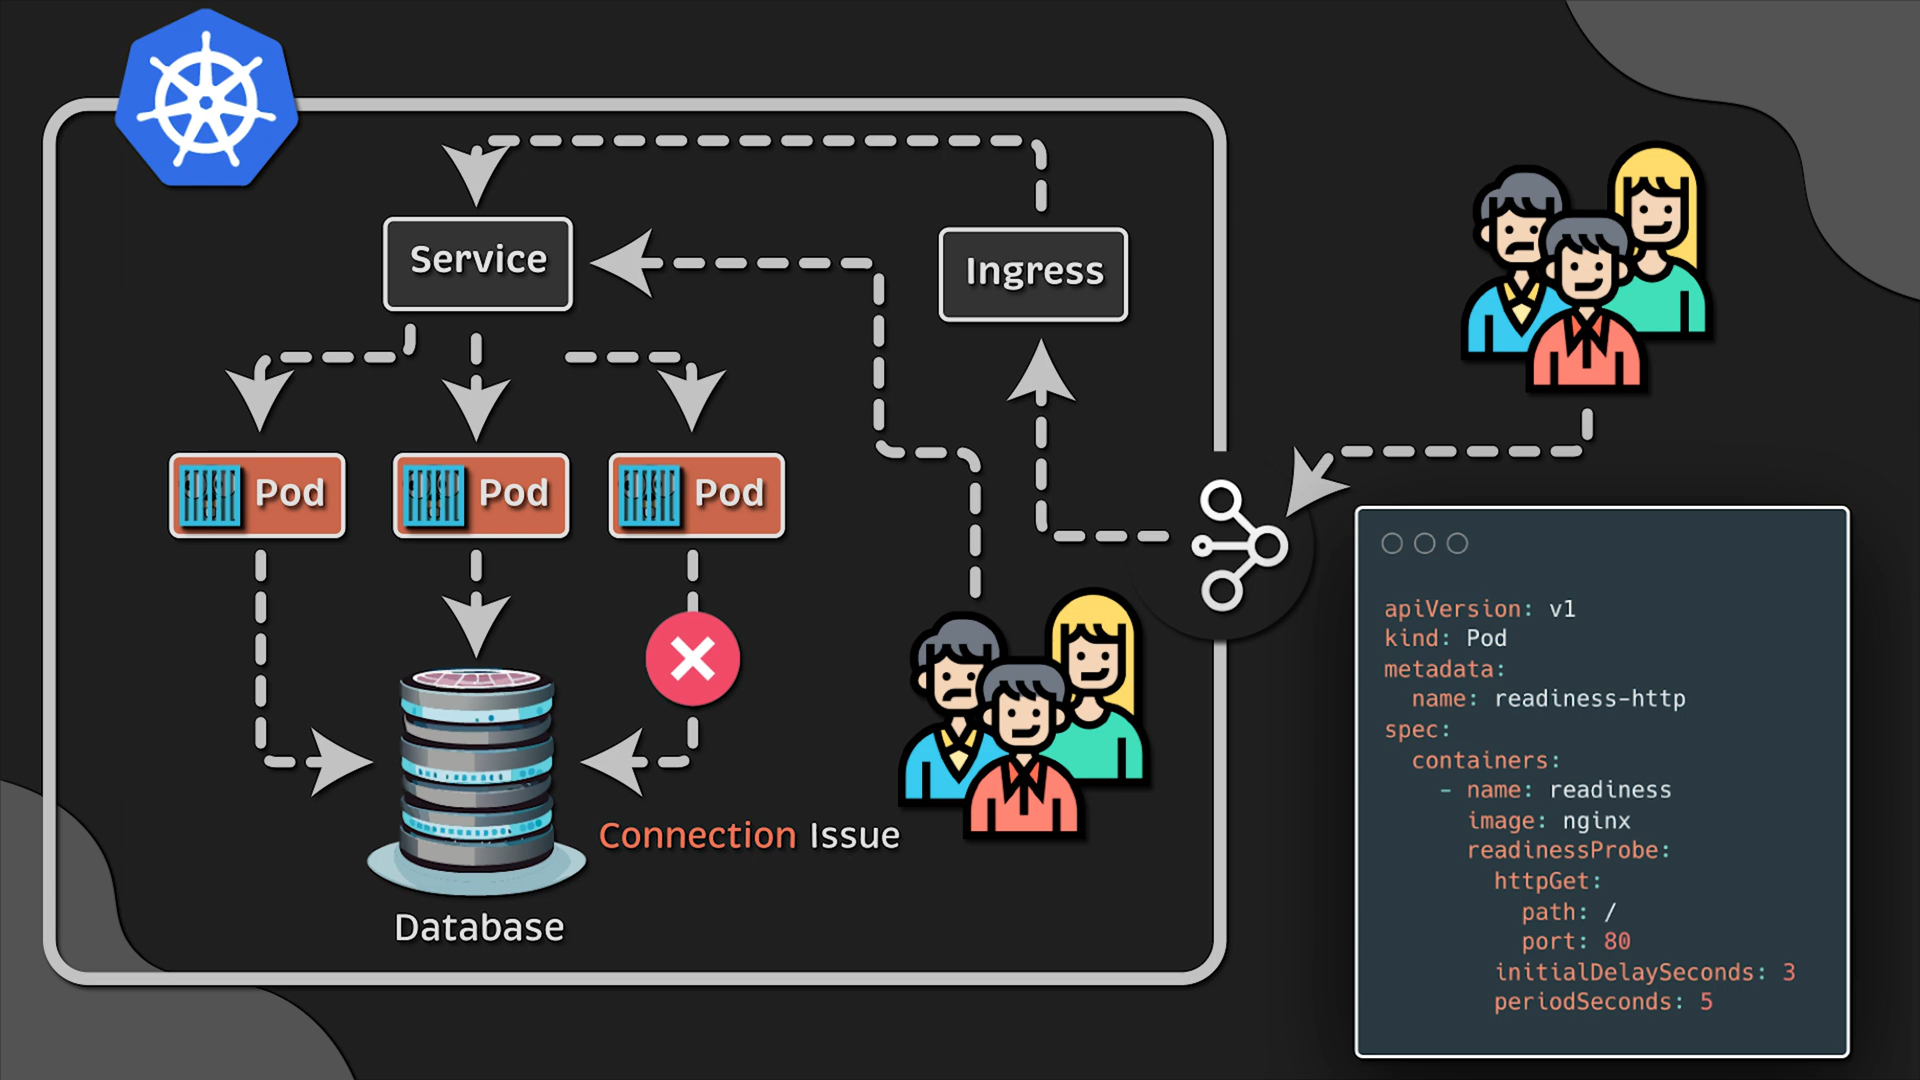 Service
Ingress
Pod
Pod
Pod
Connection Issue
Database
apiVersion: v1
kind: Pod
metadata:
  name: readiness-http
spec:
  containers:
    - name: readiness
      image: nginx
      readinessProbe:
        httpGet:
          path: /
          port: 80
        initialDelaySeconds: 3
        periodSeconds: 5